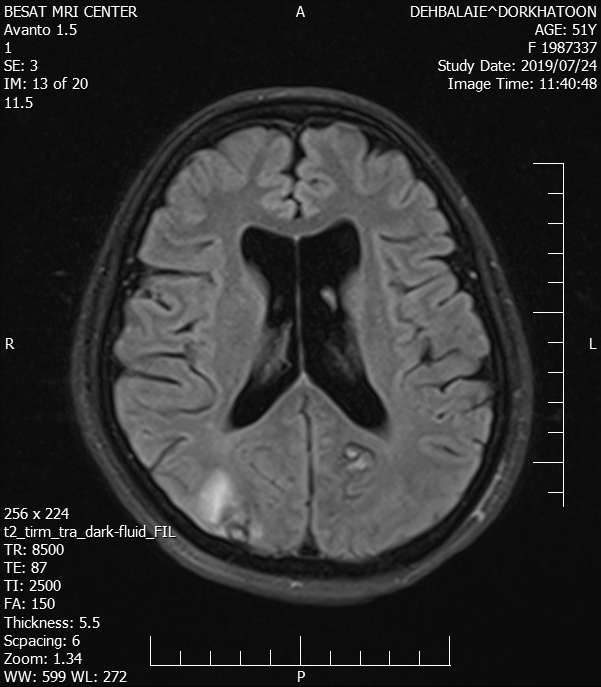 BESAT MRI CENTER
Avanto 1.5
1
SE: 3
IM: 13 of 20
11.5
A
DEHBALAIE^DORKHATOON
AGE: 51Y
F 1987337
Study Date: 2019/07/24
Image Time: 11:40:48
R
L
256 x 224
t2_tirm_tra_dark-fluid_FIL
TR: 8500
TE: 87
TI: 2500
FA: 150
Thickness: 5.5
Scpacing: 6
Zoom: 1.34
WW: 599 WL: 272
P